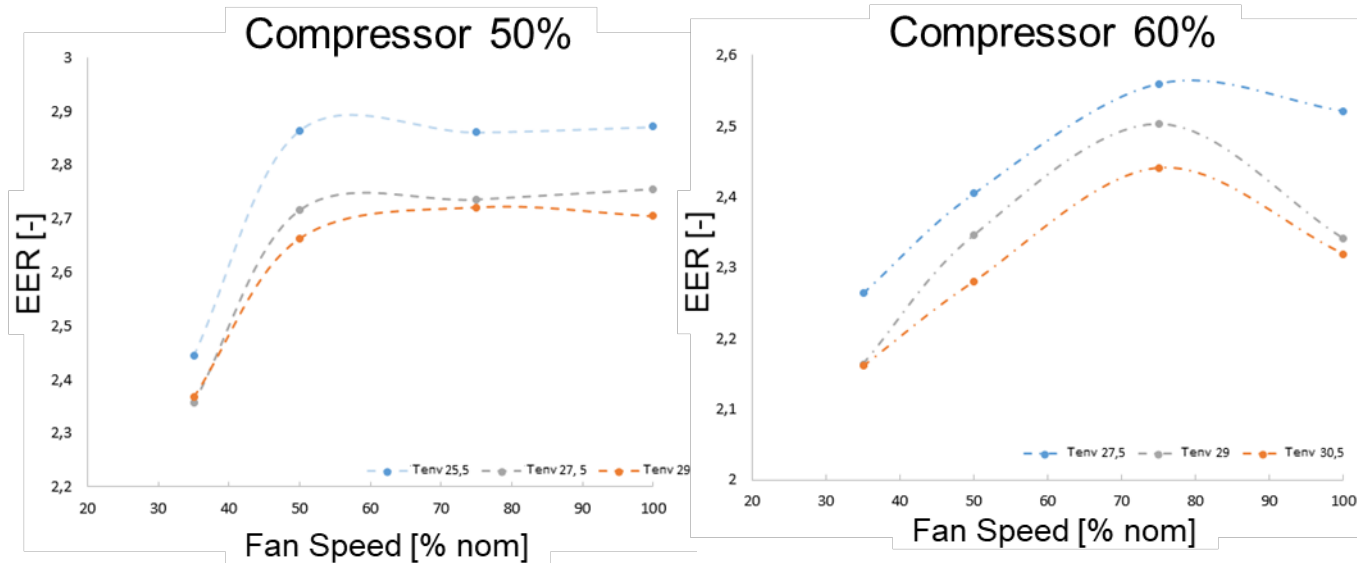 Compressor 50%
3
2,9
2,8
2,7
2,6
2,5
2,4
2,3
2,2
EER [-]
Tenv 25,5 Tenv 27, 5 Tenv 29
20 30 40 50 60 70 80 90 100
Fan Speed [% nom]
Compressor 60%
2,6
2,5
2,4
2,3
2,2
2,1
2
EER [-]
Tenv 27,5 Tenv 29 Tenv 30,5
20 30 40 50 60 70 80 90 100
Fan Speed [% nom]